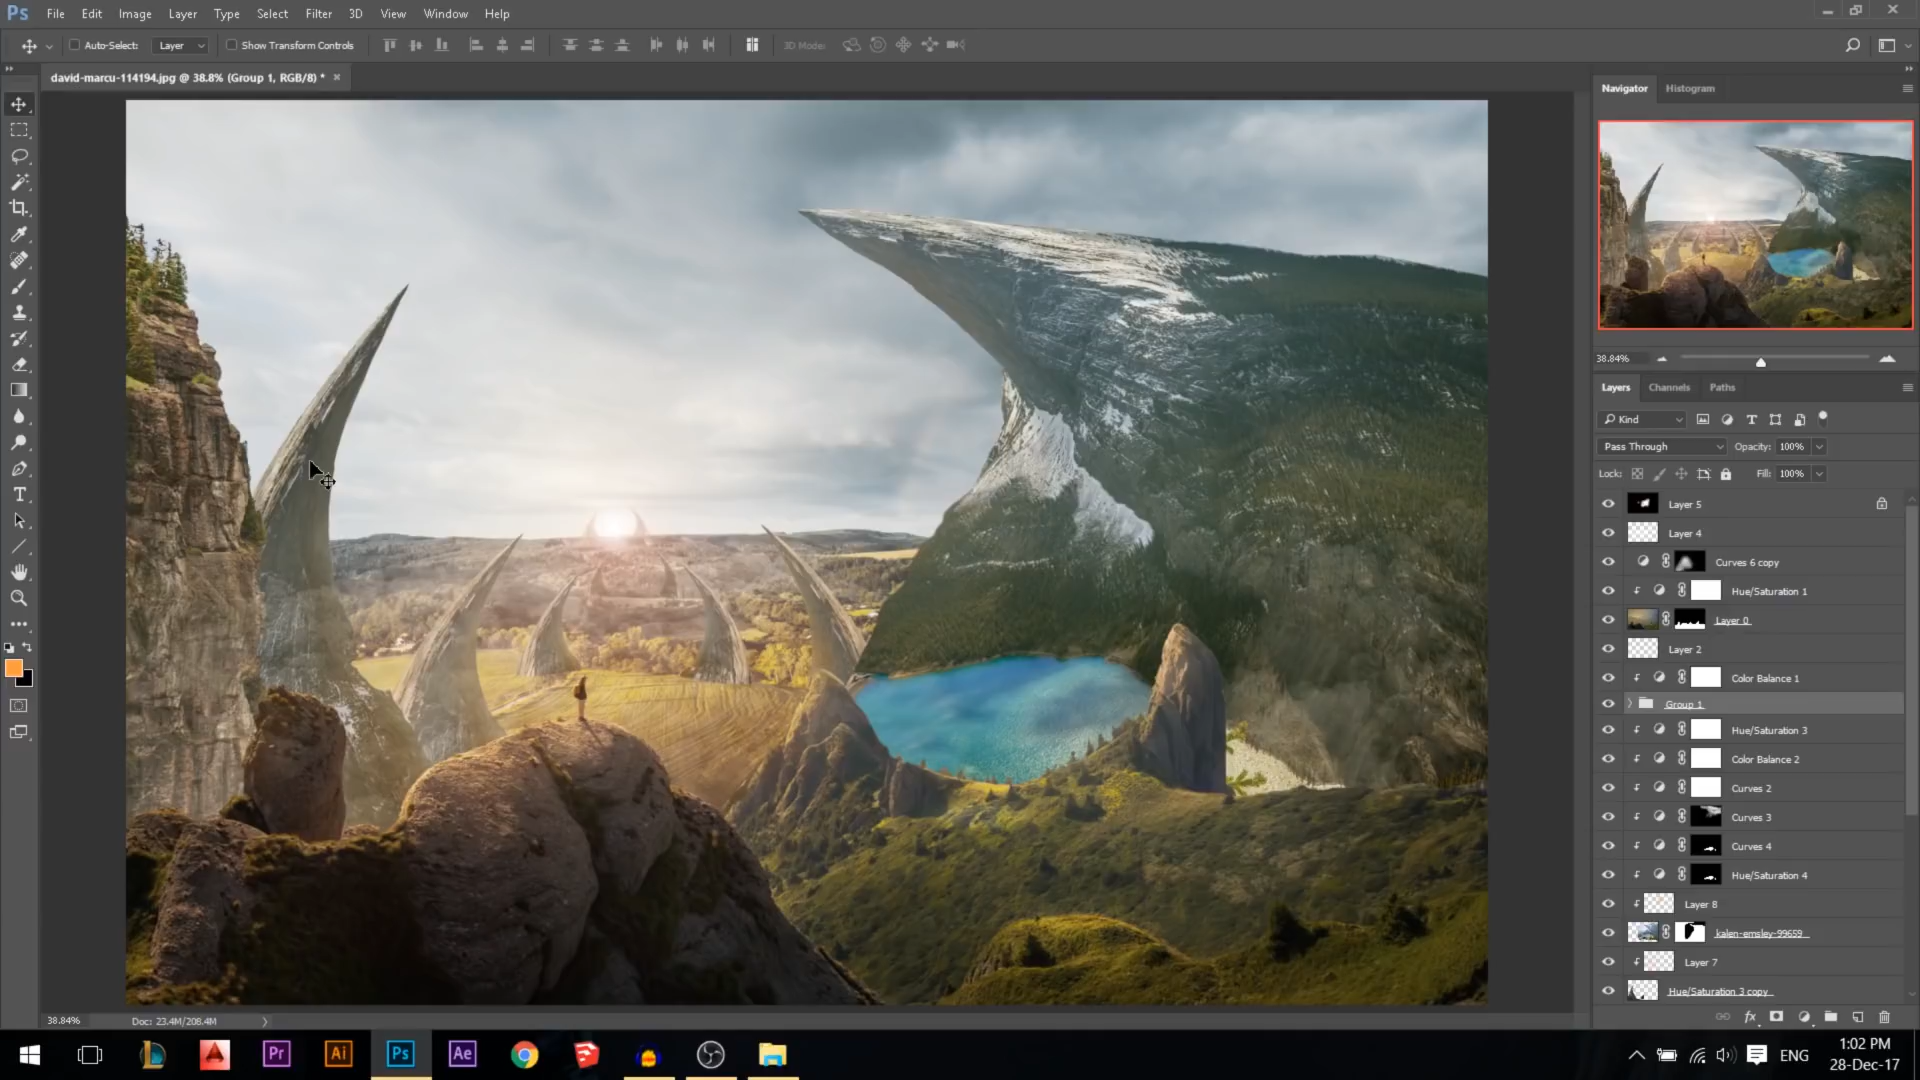 Ps File Edit Image Layer Type Select Filter 3D View Window Help
Auto-Select: Layer Show Transform Controls 3D Mode:
david-marcu-114194.jpg @ 38.8% (Group 1, RGB/8) *
Navigator Histogram
38.84%
Layers Channels Paths
Kind
Pass Through Opacity: 100%
Lock: Fill: 100%
Layer 5
Layer 4
Curves 6 copy
Hue/Saturation 1
Layer 0
Layer 2
Color Balance 1
Group 1
Hue/Saturation 3
Color Balance 2
Curves 2
Curves 3
Curves 4
Hue/Saturation 4
Layer 8
kalen-emsley-99659
Layer 7
Hue/Saturation 3 copy
fx
38.84% Doc: 23.4M/208.4M
Pr Ai Ps Ae
ENG
1:02 PM
28-Dec-17